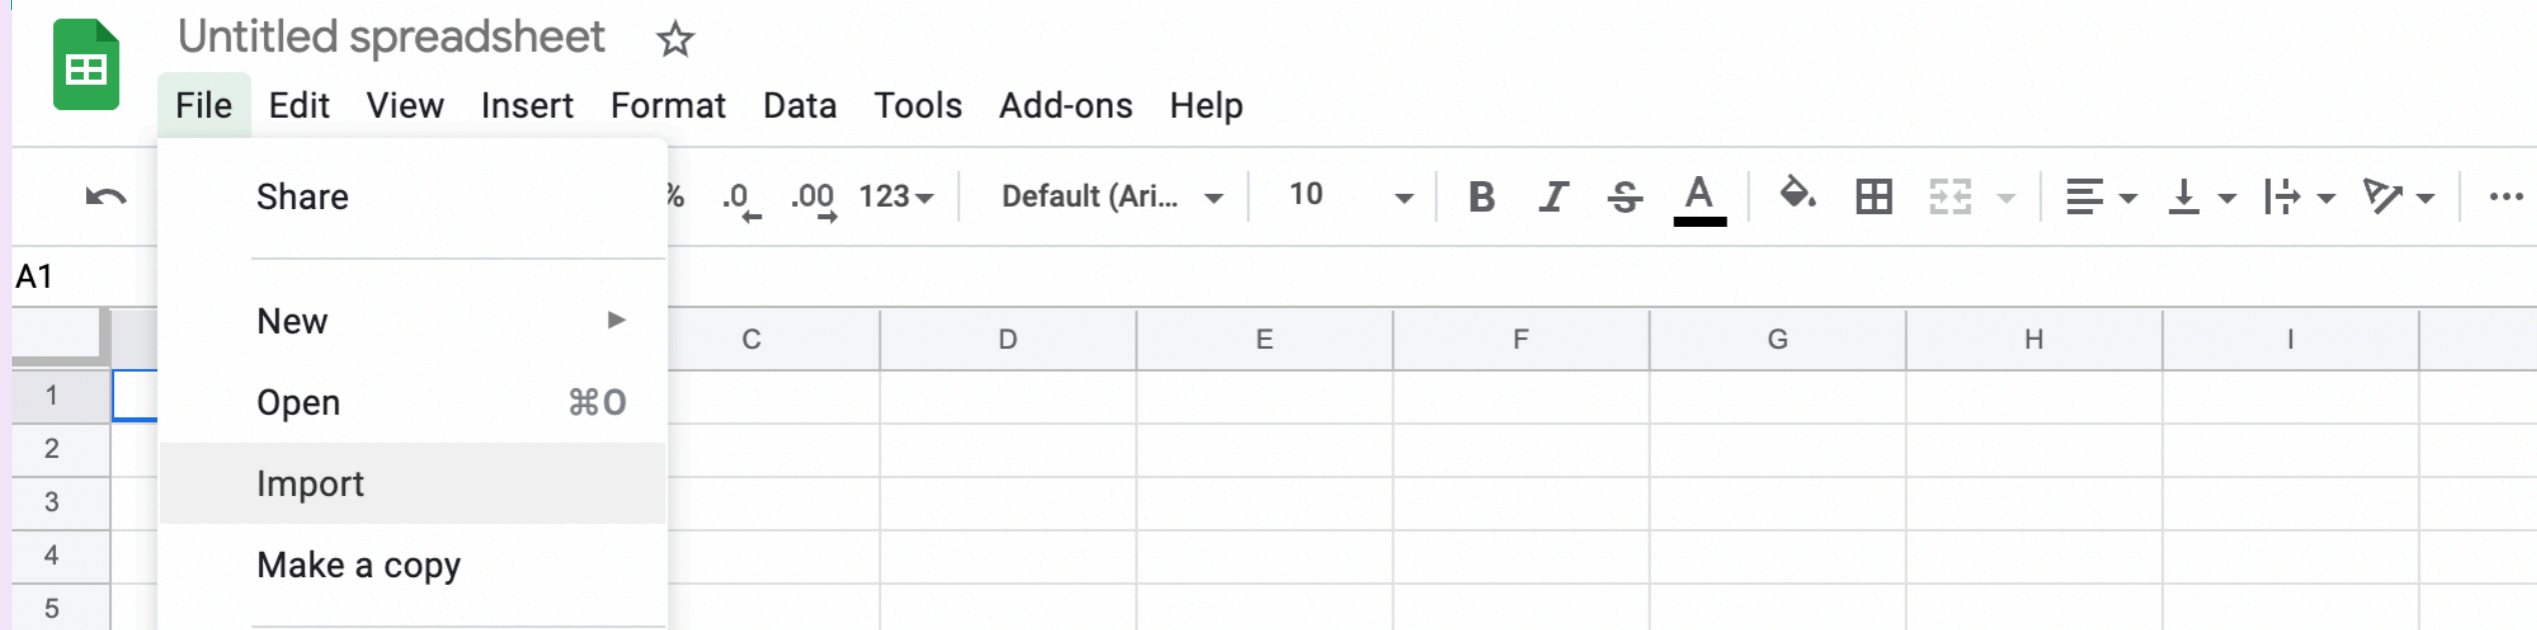 Untitled spreadsheet
File Edit View Insert Format Data Tools Add-ons Help
Share
% .0 .00 123 Default (Ari... 10 B I S A
A1
New
C D E F G H I
1
Open ⌘O
2
Import
3
4
Make a copy
5